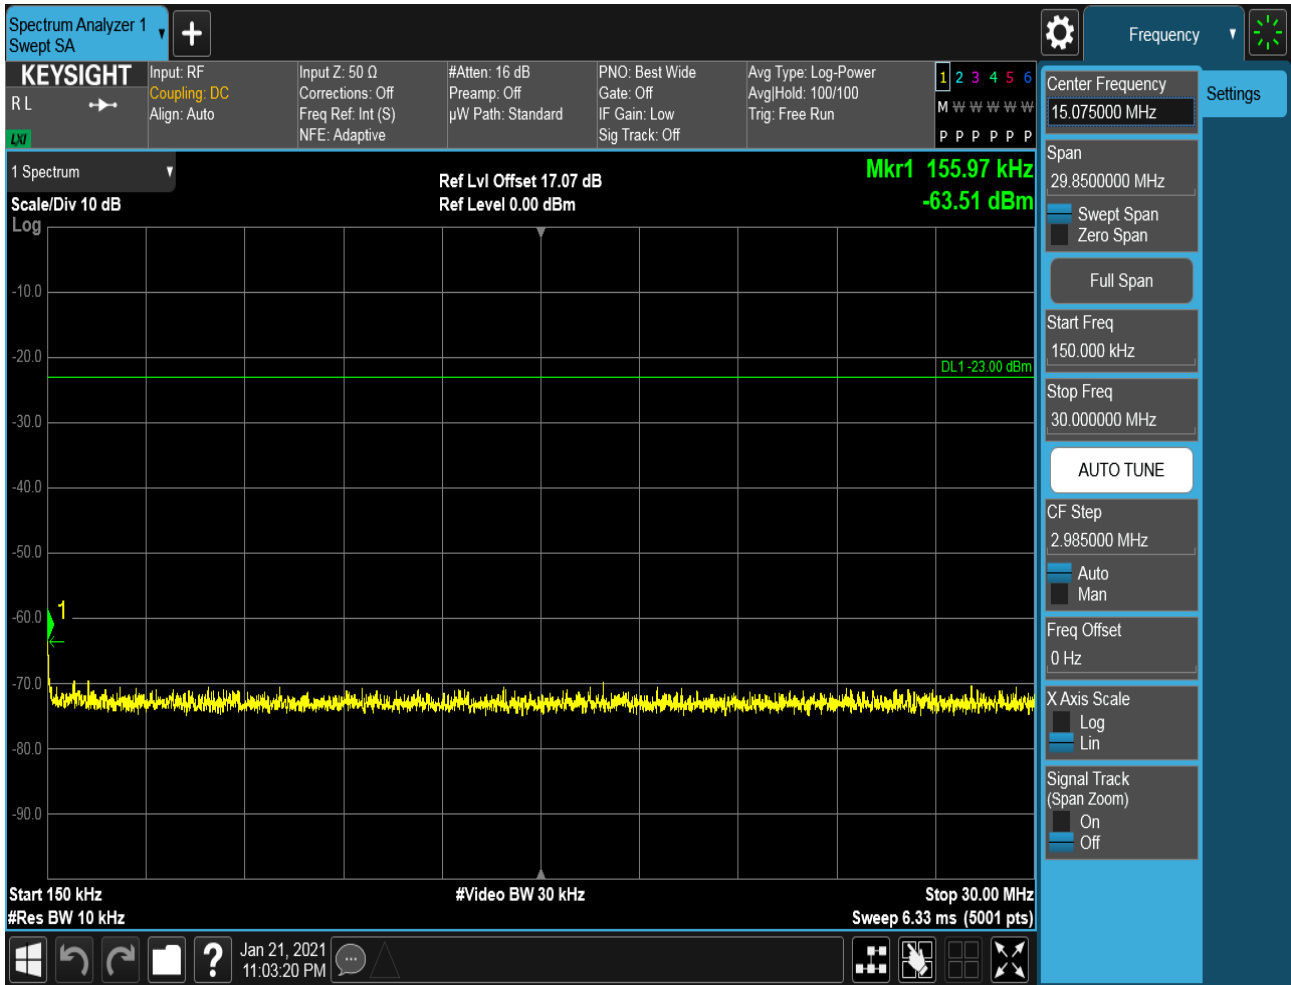 Spectrum Analyzer 1
Swept SA
Frequency
KEYSIGHT
R L
LXI
Input: RF
Coupling: DC
Align: Auto
Input Z: 50 Ω
Corrections: Off
Freq Ref: Int (S)
NFE: Adaptive
#Atten: 16 dB
Preamp: Off
µW Path: Standard
PNO: Best Wide
Gate: Off
IF Gain: Low
Sig Track: Off
Avg Type: Log-Power
Avg|Hold: 100/100
Trig: Free Run
1 2 3 4 5 6
M W W W W W
P P P P P P
1 Spectrum
Scale/Div 10 dB
Log
Ref Lvl Offset 17.07 dB
Ref Level 0.00 dBm
Mkr1 155.97 kHz
-63.51 dBm
-10.0
-20.0
DL1 -23.00 dBm
-30.0
-40.0
-50.0
-60.0
1
-70.0
-80.0
-90.0
Start 150 kHz
#Res BW 10 kHz
#Video BW 30 kHz
Stop 30.00 MHz
Sweep 6.33 ms (5001 pts)
Center Frequency
15.075000 MHz
Settings
Span
29.8500000 MHz
Swept Span
Zero Span
Full Span
Start Freq
150.000 kHz
Stop Freq
30.000000 MHz
AUTO TUNE
CF Step
2.985000 MHz
Auto
Man
Freq Offset
0 Hz
X Axis Scale
Log
Lin
Signal Track
(Span Zoom)
On
Off
?
Jan 21, 2021
11:03:20 PM